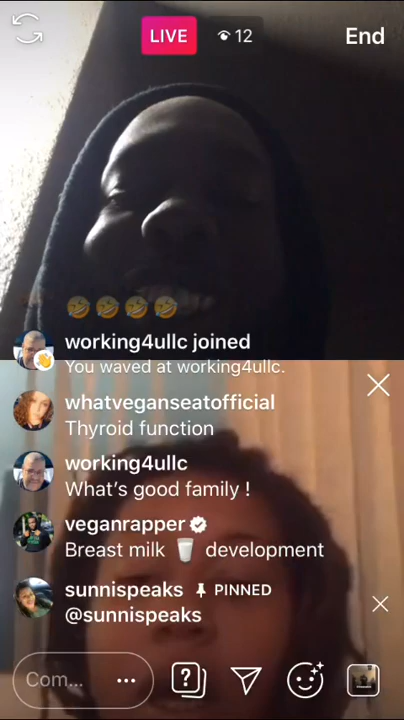 LIVE
12
End
working4ullc joined
You waved at working4ullc.
whatveganseatofficial
Thyroid function
working4ullc
What's good family !
veganrapper
Breast milk 🥛 development
sunnispeaks PINNED
@sunnispeaks
Com...